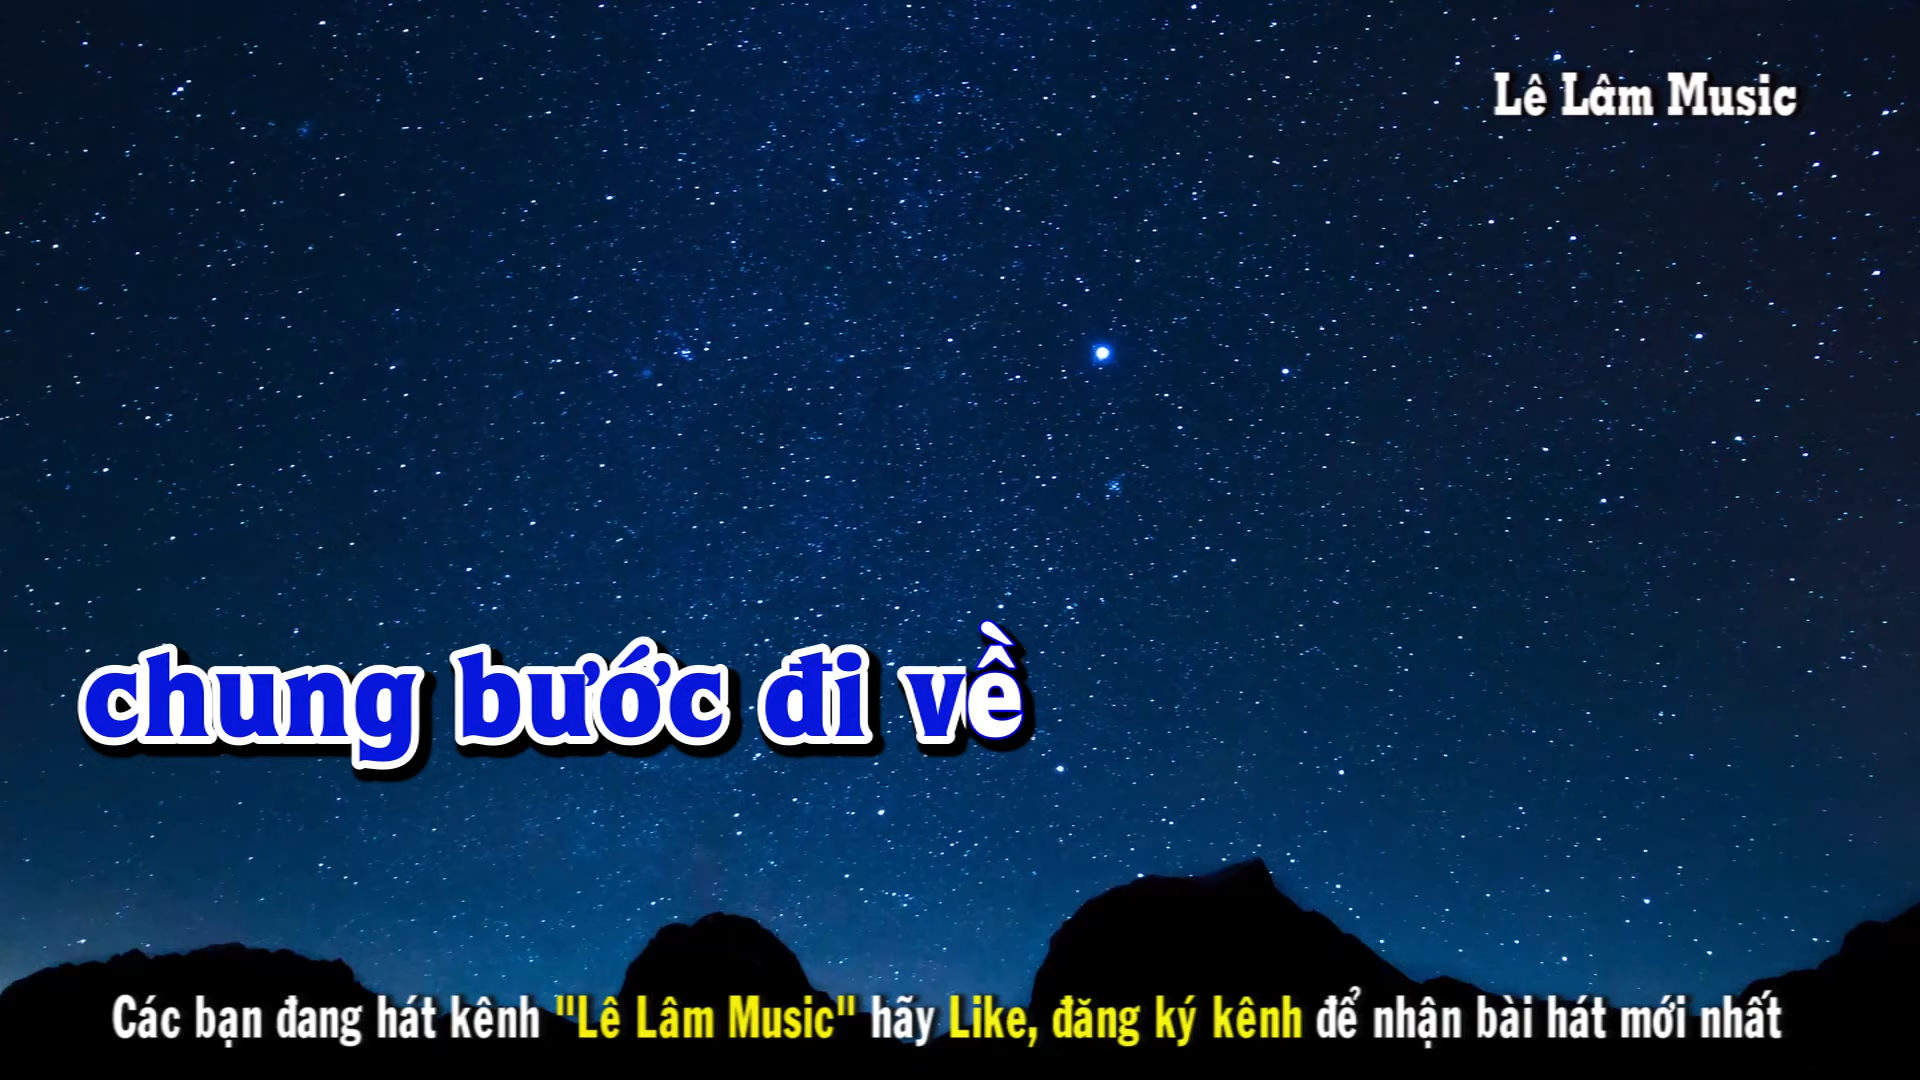 Lê Lâm Music
chung bước đi về
Các bạn đang hát kênh "Lê Lâm Music" hãy Like, đăng ký kênh để nhận bài hát mới nhất